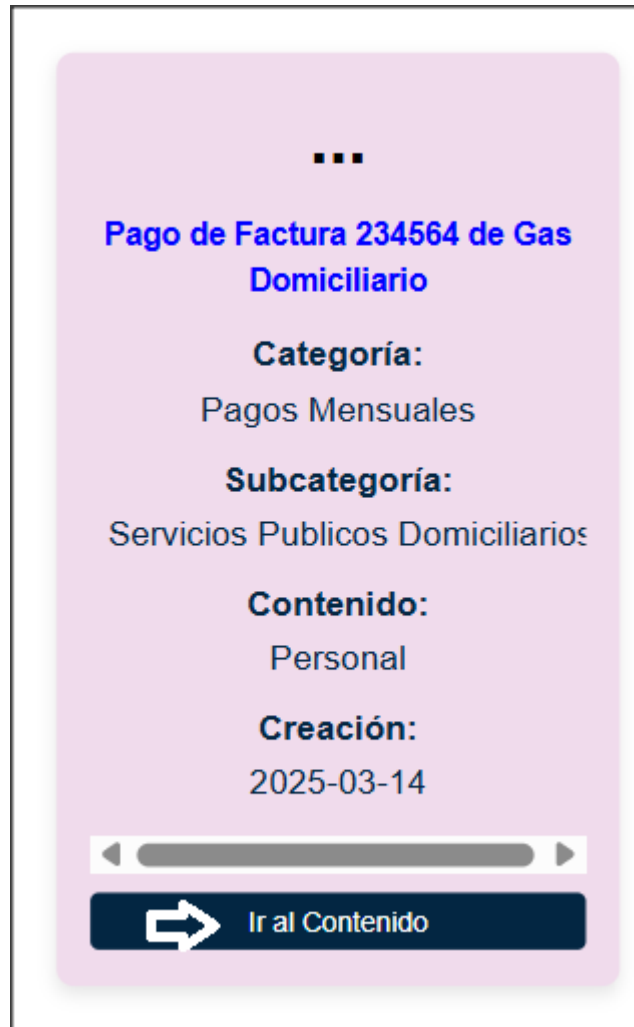 ...
Pago de Factura 234564 de Gas
Domiciliario
Categoría:
Pagos Mensuales
Subcategoría:
Servicios Publicos Domiciliarios
Contenido:
Personal
Creación:
2025-03-14
Ir al Contenido